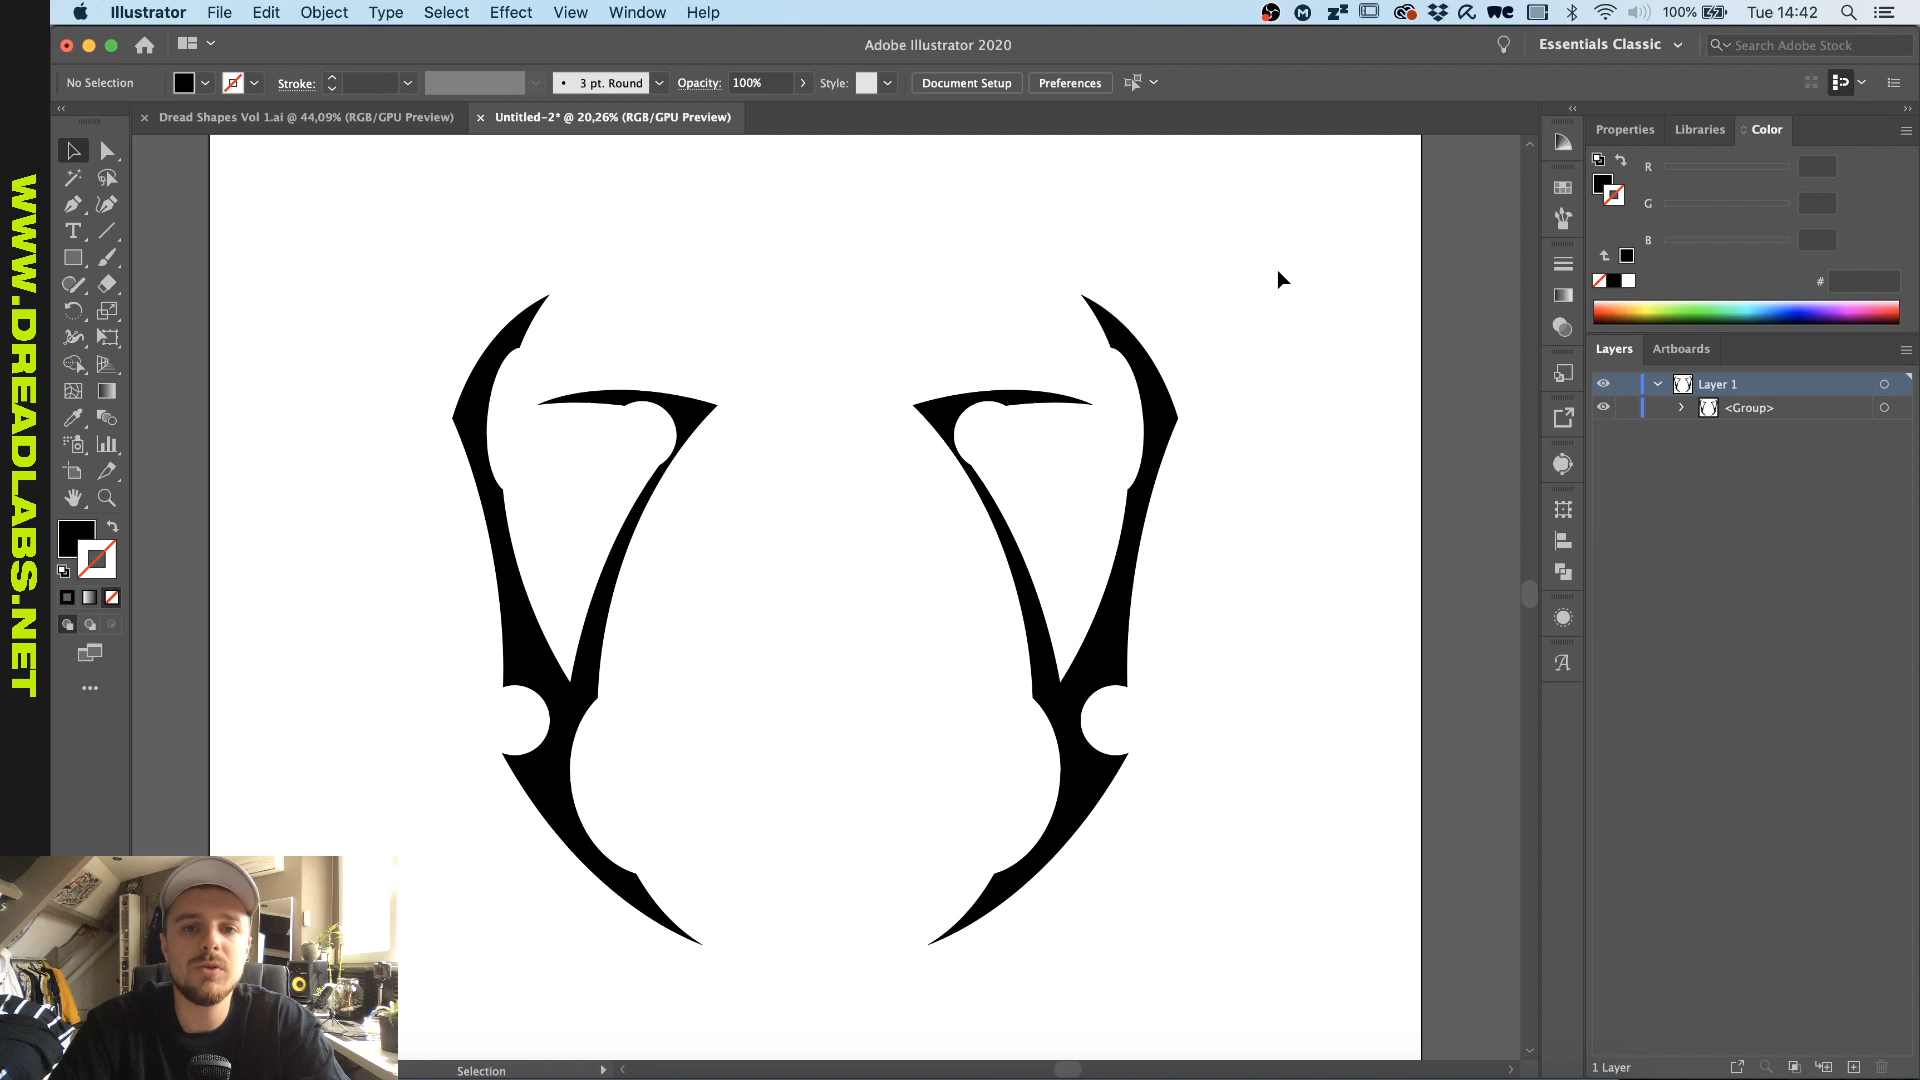 Illustrator File Edit Object Type Select Effect View Window Help
100% Tue 14:42
Adobe Illustrator 2020
Essentials Classic
Search Adobe Stock
No Selection
Stroke:
3 pt. Round
Opacity: 100%
Style:
Document Setup
Preferences
Dread Shapes Vol 1.ai @ 44,09% (RGB/GPU Preview)
Untitled-2* @ 20,26% (RGB/GPU Preview)
Properties Libraries Color
R
G
B
#
Layers Artboards
Layer 1
<Group>
WWW.DREADLABS.NET
Selection
1 Layer